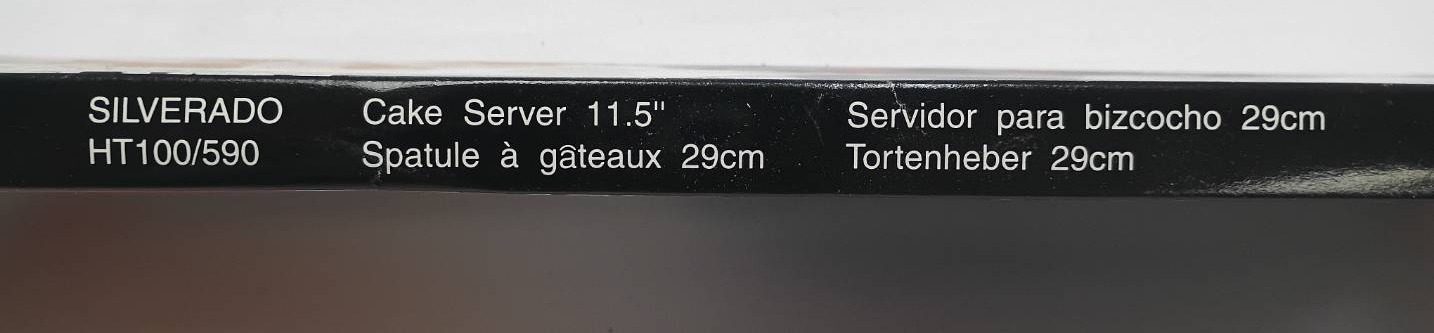 SILVERADO
HT100/590
Cake Server 11.5"
Spatule à gâteaux 29cm
Servidor para bizcocho 29cm
Tortenheber 29cm